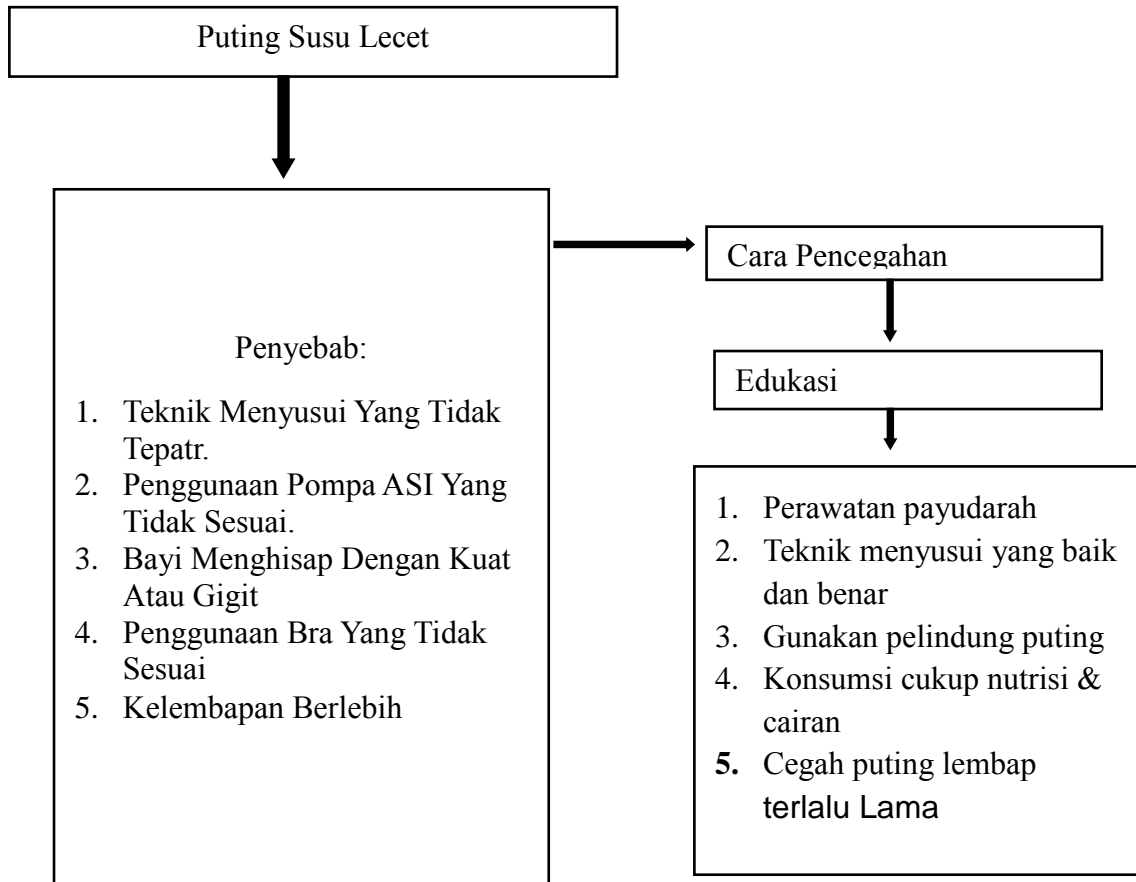 Puting Susu Lecet
Penyebab:
1. Teknik Menyusui Yang Tidak
Tepatr.
2. Penggunaan Pompa ASI Yang
Tidak Sesuai.
3. Bayi Menghisap Dengan Kuat
Atau Gigit
4. Penggunaan Bra Yang Tidak
Sesuai
5. Kelembapan Berlebih
Cara Pencegahan
Edukasi
1. Perawatan payudarah
2. Teknik menyusui yang baik
dan benar
3. Gunakan pelindung puting
4. Konsumsi cukup nutrisi &
cairan
5. Cegah puting lembap
terlalu Lama